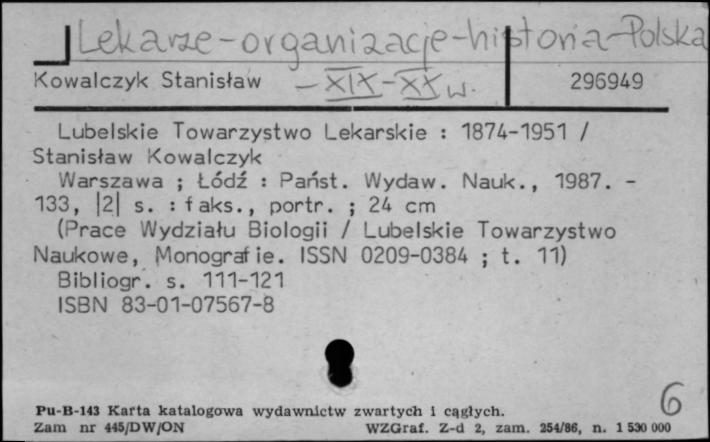 Lekarze-organizacje-historia-Polska
Kowalczyk Stanisław -XIX-XX w. 296949
Lubelskie Towarzystwo Lekarskie : 1874-1951 /
Stanisław Kowalczyk
Warszawa ; Łódź : Państ. Wydaw. Nauk., 1987. -
133, |2| s. : faks., portr. ; 24 cm
(Prace Wydziału Biologii / Lubelskie Towarzystwo
Naukowe, Monografie. ISSN 0209-0384 ; t. 11)
Bibliogr. s. 111-121
ISBN 83-01-07567-8
6
Pu-B-143 Karta katalogowa wydawnictw zwartych i ciągłych.
Zam nr 445/DW/ON WZGraf. Z-d 2, zam. 254/86, n. 1 530 000